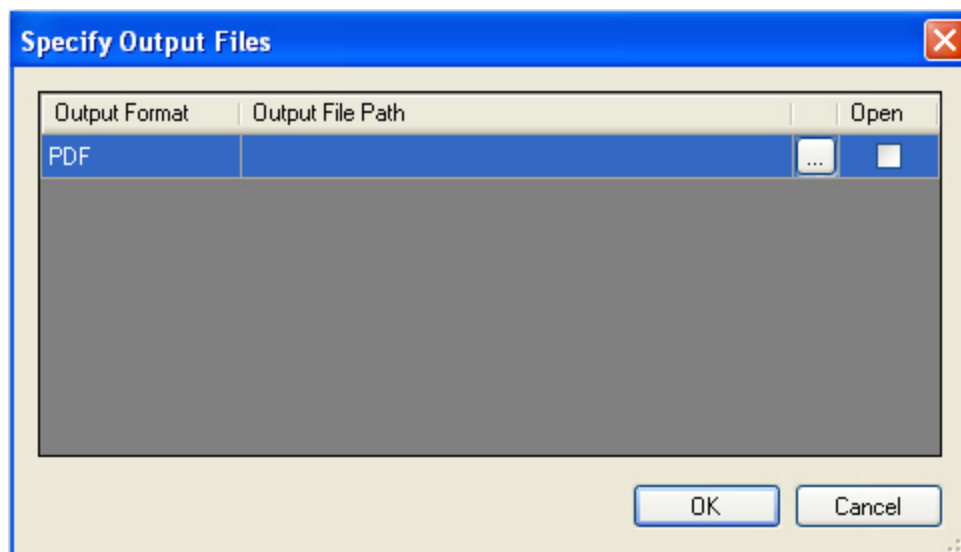 Specify Output Files
Output Format Output File Path Open
PDF ...
OK Cancel